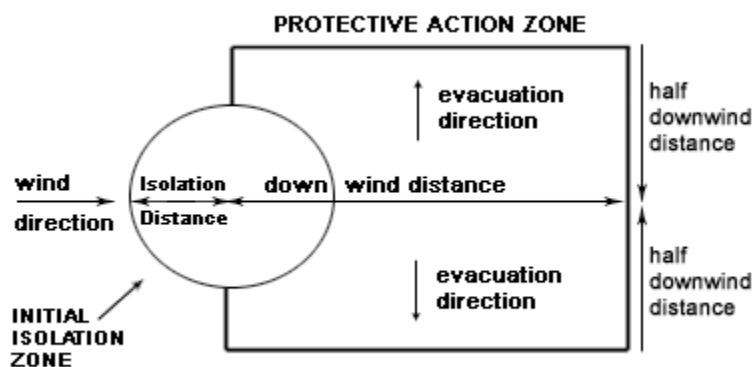 PROTECTIVE ACTION ZONE
evacuation
direction
half
downwind
distance
wind
direction
Isolation
Distance
down wind distance
evacuation
direction
half
downwind
distance
INITIAL
ISOLATION
ZONE